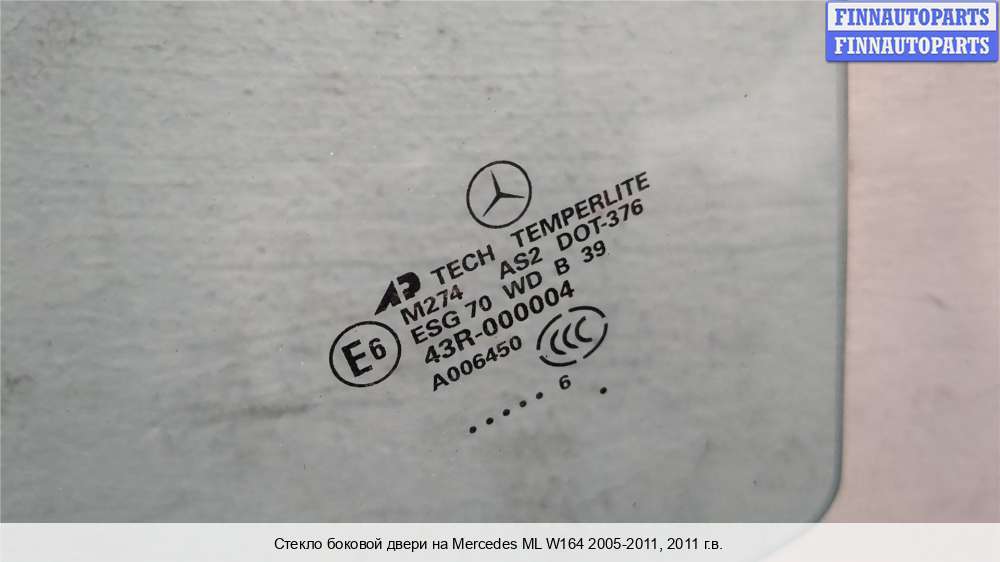 FINNAUTOPARTS
FINNAUTOPARTS
AP TECH TEMPERLITE
M274 AS2 DOT-376
ESG 70 WD B 39
43R-000004
E6 A006450 CCC
..... 6 .
Стекло боковой двери на Mercedes ML W164 2005-2011, 2011 г.в.